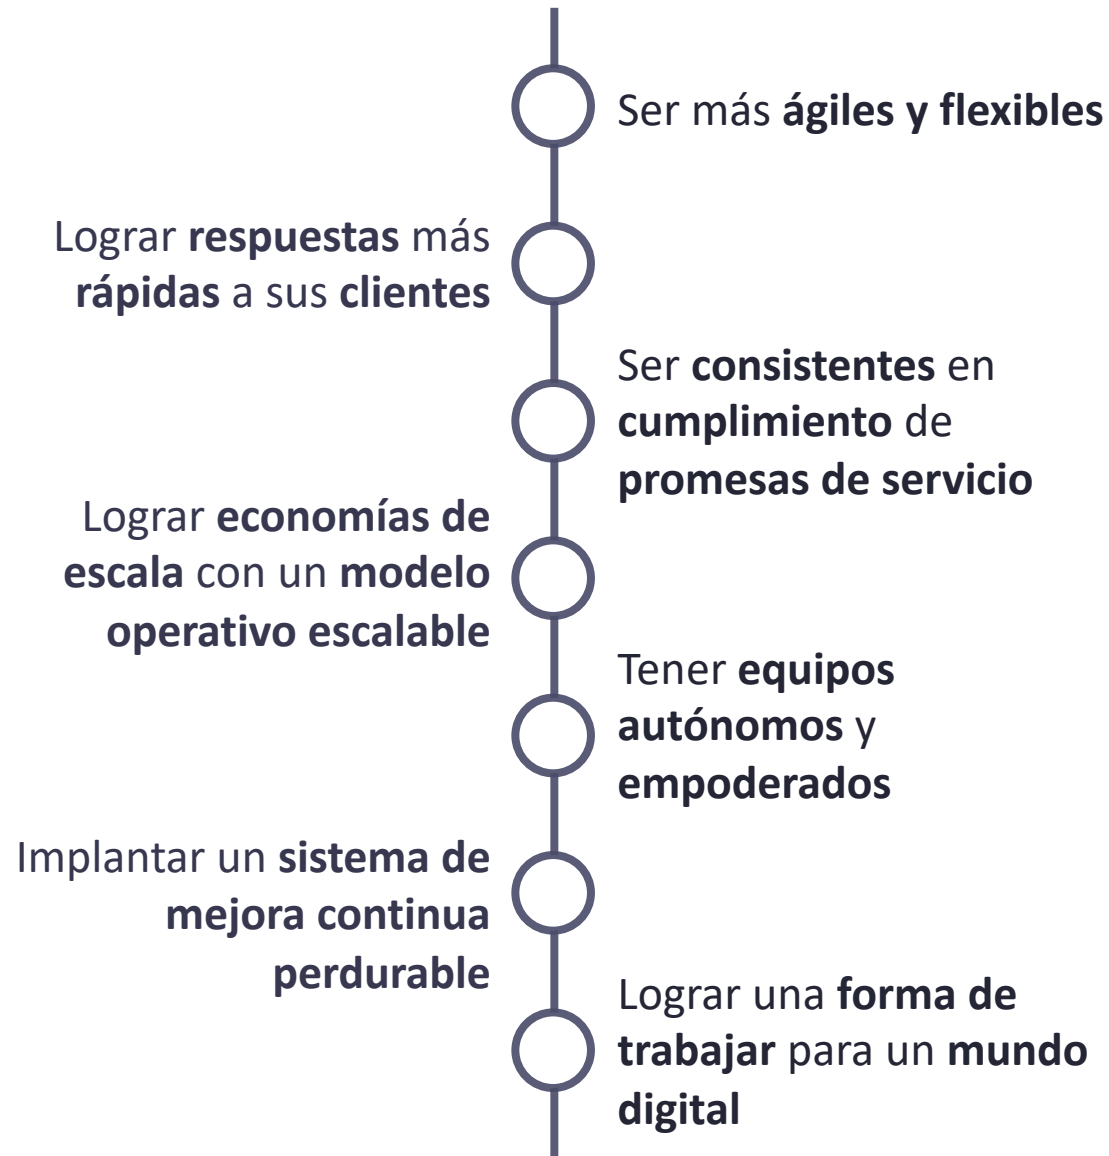 Ser más ágiles y flexibles
Lograr respuestas más
rápidas a sus clientes
Ser consistentes en
cumplimiento de
promesas de servicio
Lograr economías de
escala con un modelo
operativo escalable
Tener equipos
autónomos y
empoderados
Implantar un sistema de
mejora continua
perdurable
Lograr una forma de
trabajar para un mundo
digital